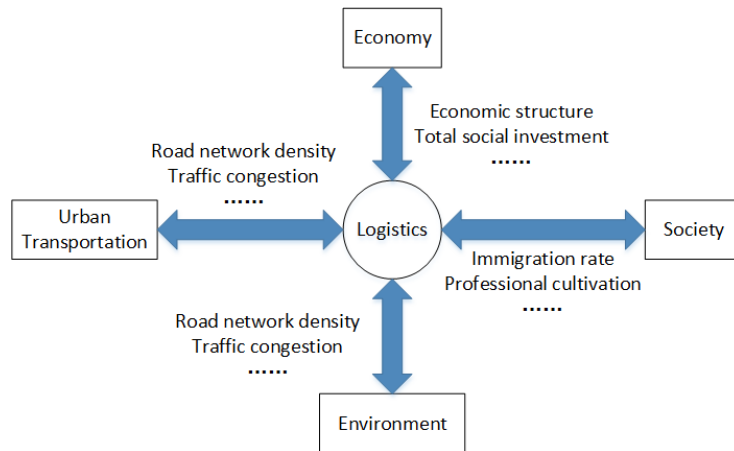 Economy
Economic structure
Total social investment
......
Road network density
Traffic congestion
......
Urban
Transportation
Logistics
Society
Immigration rate
Professional cultivation
......
Road network density
Traffic congestion
......
Environment